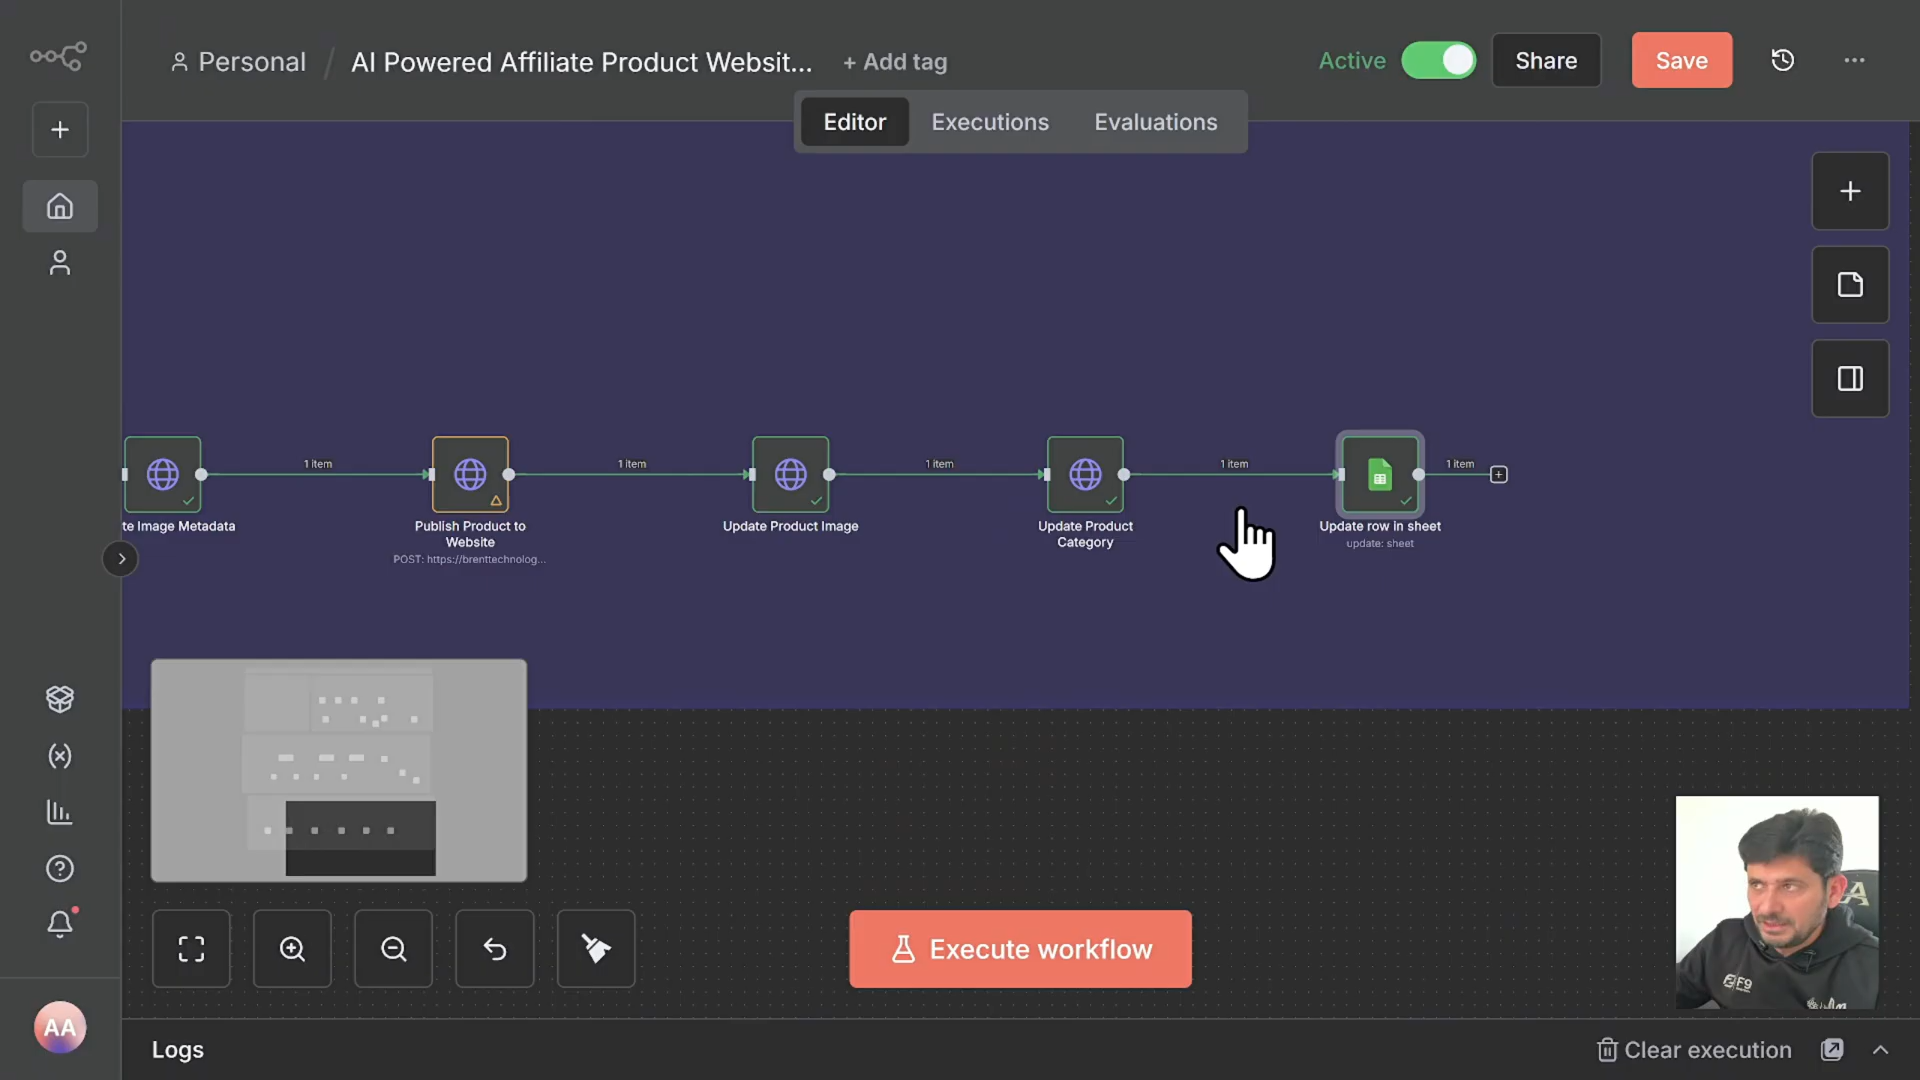 Personal / AI Powered Affiliate Product Websit... + Add tag
Active
Share
Save
Editor
Executions
Evaluations
1 item
1 item
1 item
1 item
1 item
te Image Metadata
Publish Product to
Website
POST: https://brenttechnolog...
Update Product Image
Update Product
Category
Update row in sheet
update: sheet
Execute workflow
F9
AA
Logs
Clear execution